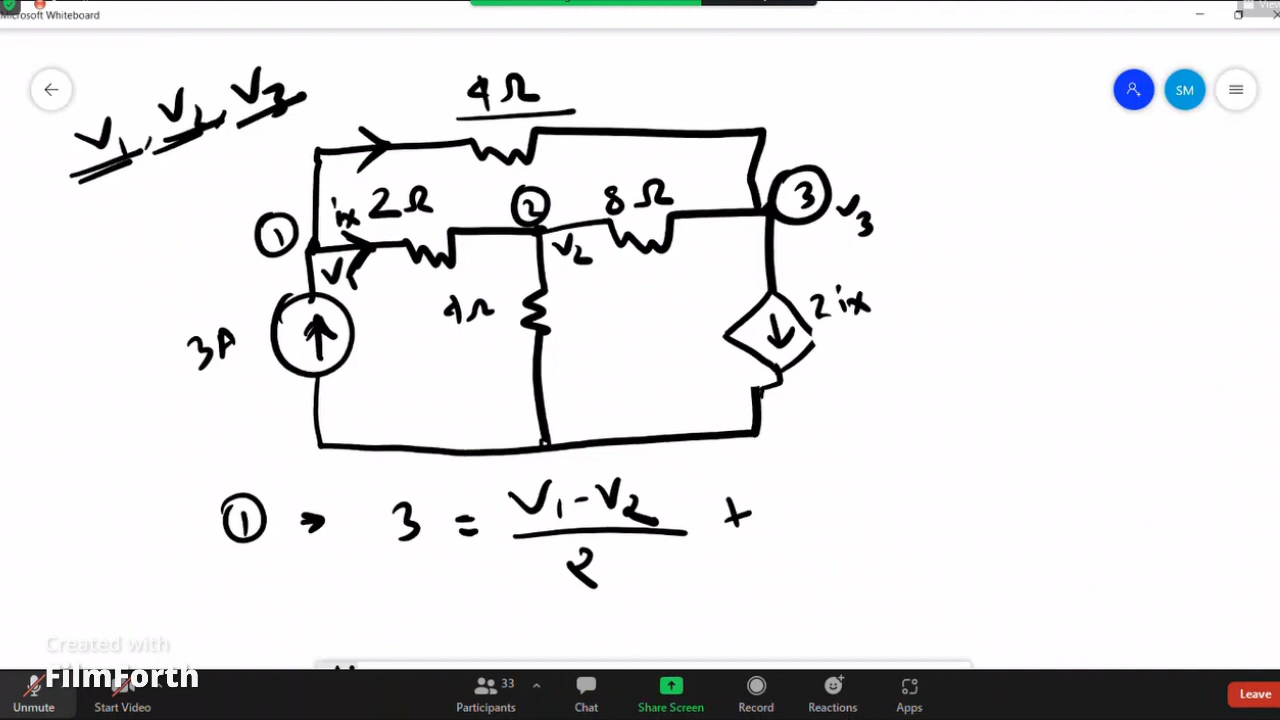 Microsoft Whiteboard
View
SM
V1, V2, V3
4Ω
ix 2Ω
②
8Ω
③
V3
①
V1
V2
4Ω
2ix
3A
① → 3 = V1 - V2 / 2 +
Created with
FilmForth
Unmute
Start Video
33
Participants
Chat
Share Screen
Record
Reactions
Apps
Leave